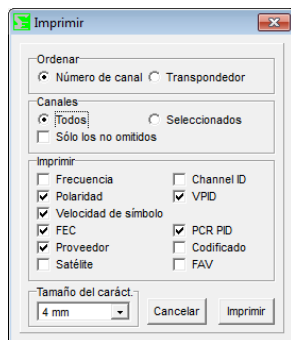 Imprimir
Ordenar
Número de canal Transpondedor
Canales
Todos Seleccionados
Sólo los no omitidos
Imprimir
Frecuencia Channel ID
Polaridad VPID
Velocidad de símbolo
FEC PCR PID
Proveedor Codificado
Satélite FAV
Tamaño del caráct.
4 mm Cancelar Imprimir